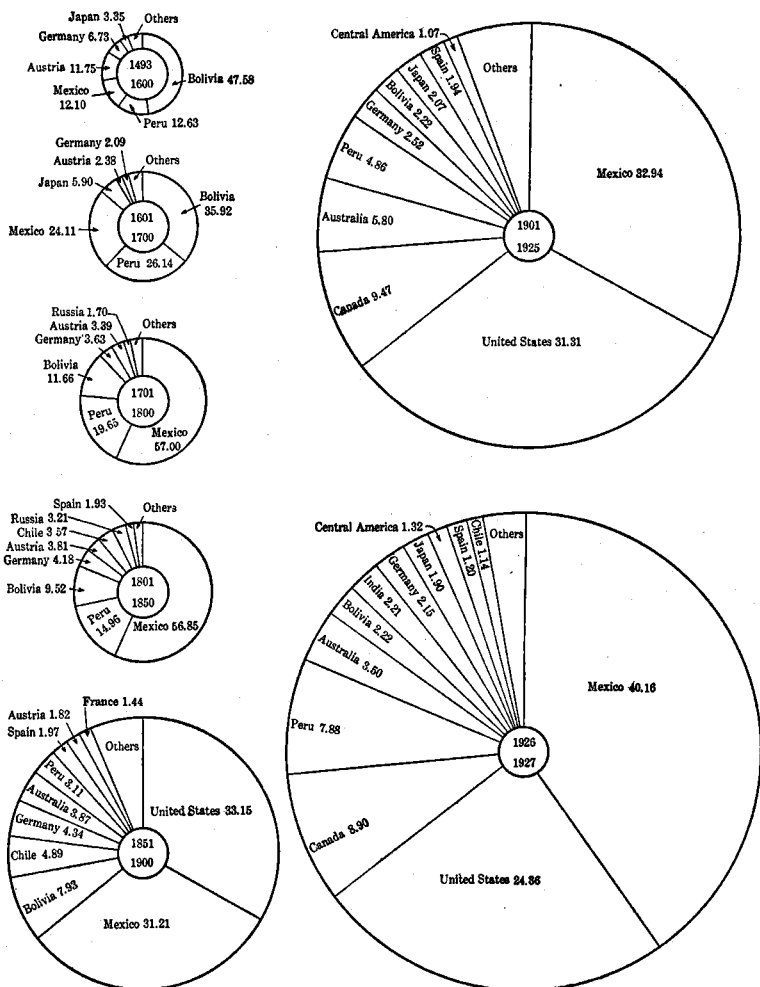 Japan 3.35
Others
Germany 6.73
Austria 11.75
Mexico
12.10
Peru 12.63
Bolivia 47.58
1493
1600
Germany 2.09
Austria 2.38
Others
Japan 5.90
Mexico 24.11
Peru 26.14
Bolivia
35.92
1601
1700
Russia 1.70
Austria 3.39
Others
Germany 3.63
Bolivia
11.66
Peru
19.65
Mexico
57.00
1701
1800
Spain 1.93
Others
Russia 3.21
Chile 3 57
Austria 3.81
Germany 4.18
Bolivia 9.52
Peru
14.96
Mexico 56.85
1801
1850
France 1.44
Austria 1.82
Others
Spain 1.97
Peru 3.11
Australia 3.87
Germany 4.34
Chile 4.89
Bolivia 7.93
Mexico 31.21
United States 33.15
1851
1900
Central America 1.07
Others
Spain 1.94
Japan 2.07
Bolivia 2.22
Germany 2.52
Peru 4.86
Australia 5.80
Canada 9.47
United States 31.31
Mexico 32.94
1901
1925
Central America 1.32
Others
Chile 1.14
Spain 1.20
Japan 1.90
Germany 2.15
India 2.21
Bolivia 2.22
Australia 3.50
Peru 7.88
Canada 8.90
United States 24.36
Mexico 40.16
1926
1927